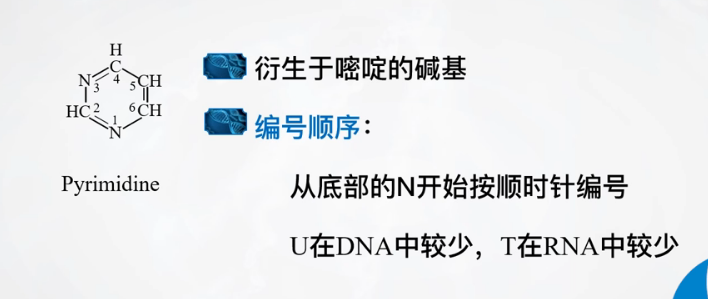 H
C
N 3 4 5 CH
HC 2 6 CH
1
N
Pyrimidine
衍生于嘧啶的碱基
编号顺序：
从底部的N开始按顺时针编号
U在DNA中较少，T在RNA中较少